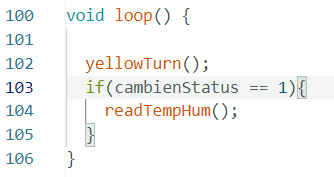 100 void loop() {
101
102 yellowTurn();
103 if(cambienStatus == 1){
104 readTempHum();
105 }
106 }